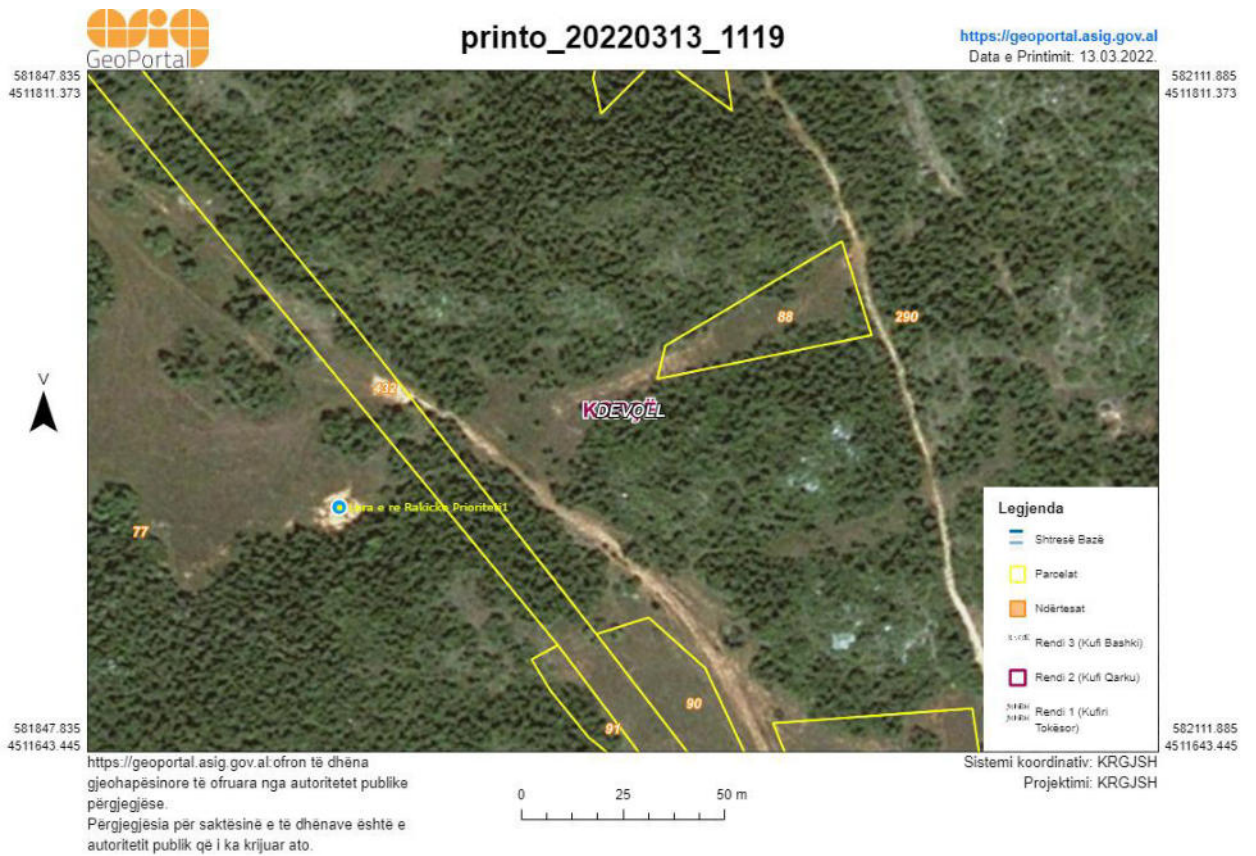 asig
GeoPortal
printo_20220313_1119
https://geoportal.asig.gov.al
Data e Printimit: 13.03.2022.
581847.835
4511811.373
582111.885
4511811.373
88
290
432
DEVOLL
77
Prioriteti1
90
91
V
Legjenda
Shtresë Bazë
Parcelat
Ndërtesat
Rendi 3 (Kufi Bashki)
Rendi 2 (Kufi Qarku)
Rendi 1 (Kufiri
Tokësor)
581847.835
4511643.445
582111.885
4511643.445
https://geoportal.asig.gov.al:ofron të dhëna
gjeohapësinore të ofruara nga autoritetet publike
përgjegjëse.
Përgjegjësia për saktësinë e të dhënave është e
autoritetit publik që i ka krijuar ato.
0 25 50 m
Sistemi koordinativ: KRGJSH
Projektimi: KRGJSH